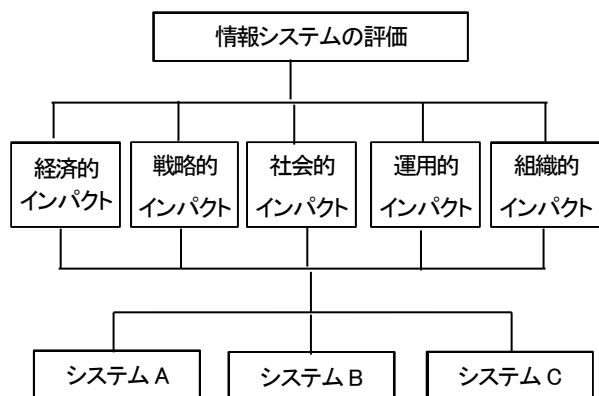 情報システムの評価
経済的
インパクト
戦略的
インパクト
社会的
インパクト
運用的
インパクト
組織的
インパクト
システム A
システム B
システム C